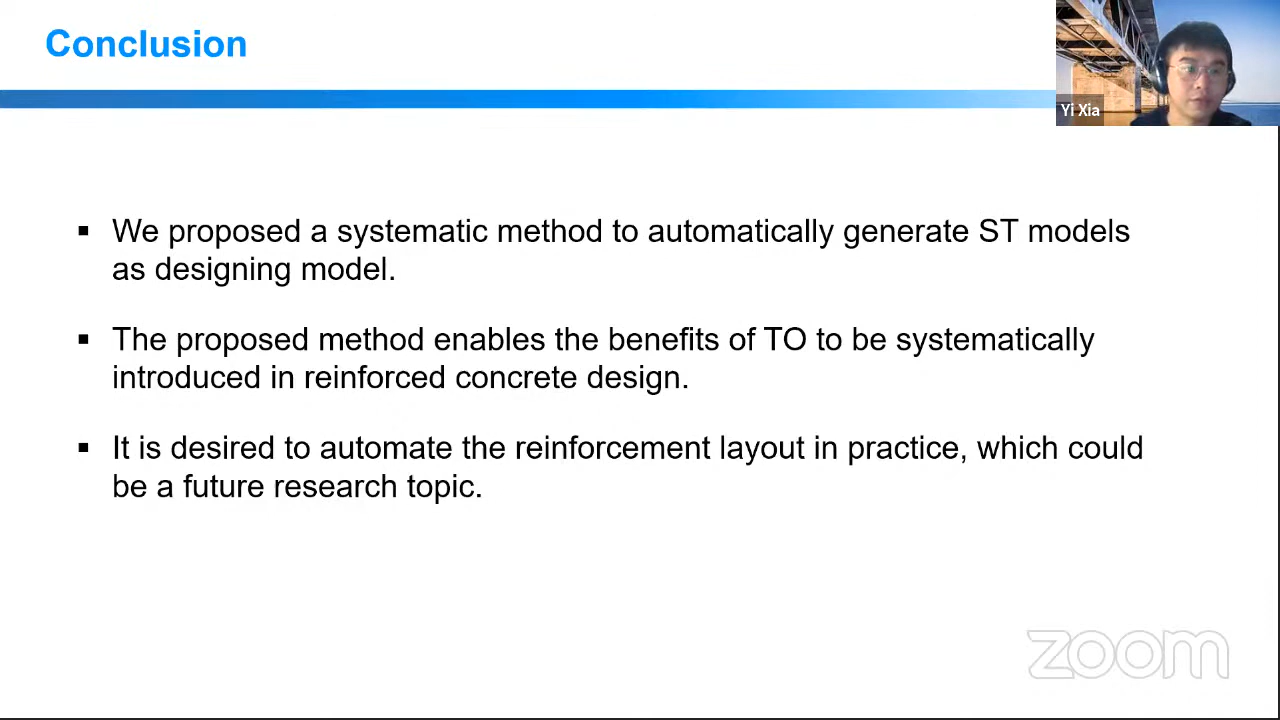 Conclusion
Yi Xia
▪ We proposed a systematic method to automatically generate ST models
as designing model.
▪ The proposed method enables the benefits of TO to be systematically
introduced in reinforced concrete design.
▪ It is desired to automate the reinforcement layout in practice, which could
be a future research topic.
zoom